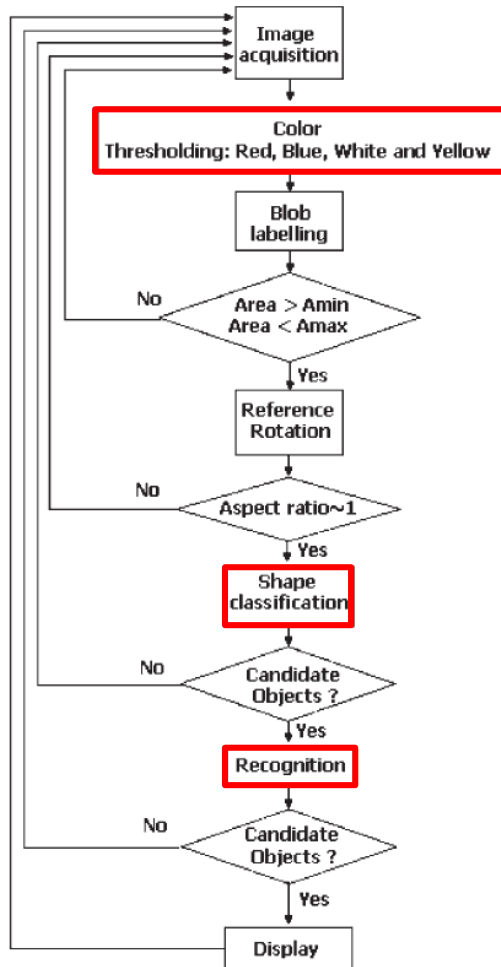 Image
acquisition
Color
Thresholding: Red, Blue, White and Yellow
Blob
labelling
No
Area > Amin
Area < Amax
Yes
Reference
Rotation
No
Aspect ratio~1
Yes
Shape
classification
No
Candidate
Objects ?
Yes
Recognition
No
Candidate
Objects ?
Yes
Display